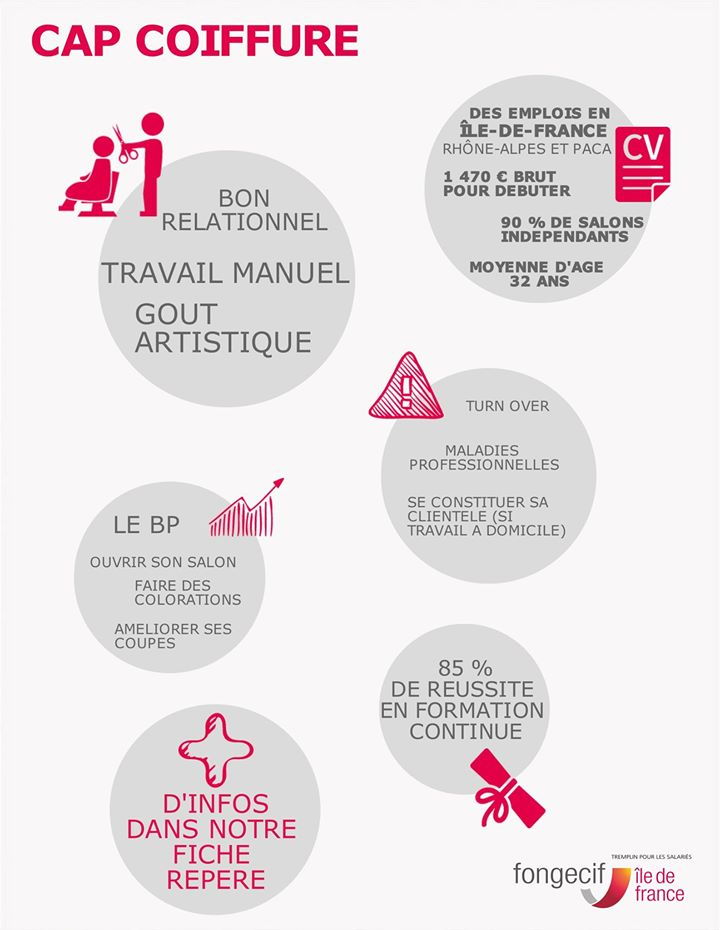 CAP COIFFURE
BON
RELATIONNEL
TRAVAIL MANUEL
GOUT
ARTISTIQUE
DES EMPLOIS EN
ÎLE-DE-FRANCE
RHÔNE-ALPES ET PACA
CV
1 470 € BRUT
POUR DEBUTER
90 % DE SALONS
INDEPENDANTS
MOYENNE D'AGE
32 ANS
!
TURN OVER
MALADIES
PROFESSIONNELLES
SE CONSTITUER SA
CLIENTELE (SI
TRAVAIL A DOMICILE)
LE BP
OUVRIR SON SALON
FAIRE DES
COLORATIONS
AMELIORER SES
COUPES
85 %
DE REUSSITE
EN FORMATION
CONTINUE
D'INFOS
DANS NOTRE
FICHE
REPERE
TREMPLIN POUR LES SALARIÉS
fongecif
île de
france